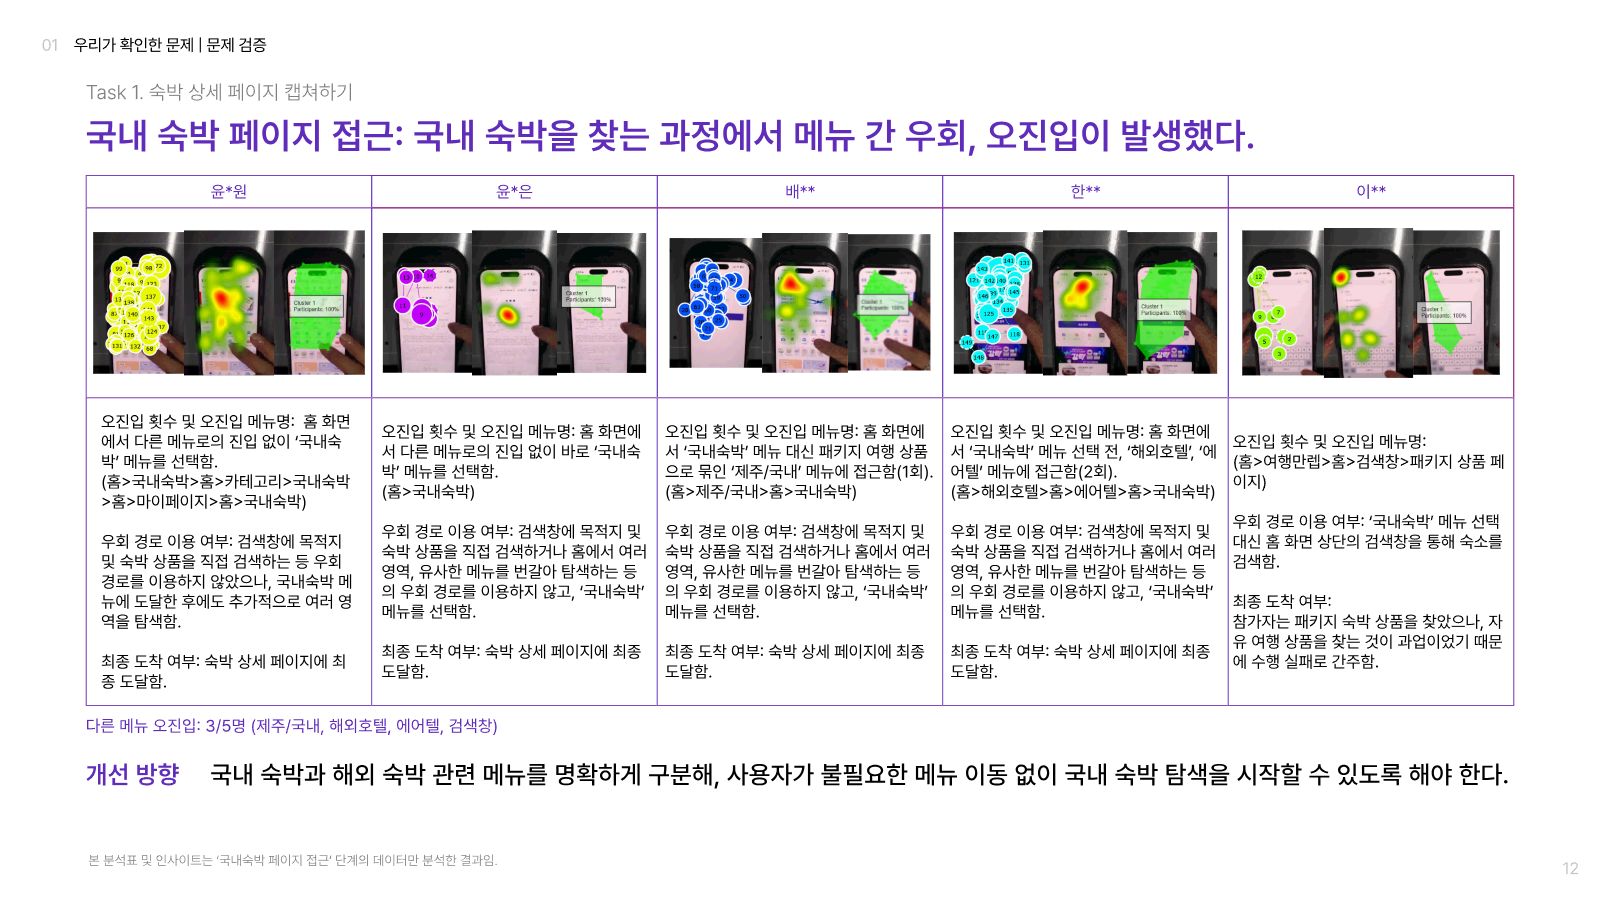 01 우리가 확인한 문제 | 문제 검증
Task 1. 숙박 상세 페이지 캡쳐하기
국내 숙박 페이지 접근: 국내 숙박을 찾는 과정에서 메뉴 간 우회, 오진입이 발생했다.
윤*원
윤*은
배**
한**
이**
Cluster 1
Participants: 100%
Cluster 1
Participants: 100%
Cluster 1
Participants: 100%
Cluster 1
Participants: 100%
Cluster 1
Participants: 100%
오진입 횟수 및 오진입 메뉴명: 홈 화면
에서 다른 메뉴로의 진입 없이 ‘국내숙
박’ 메뉴를 선택함.
(홈>국내숙박>홈>카테고리>국내숙박
>홈>마이페이지>홈>국내숙박)
우회 경로 이용 여부: 검색창에 목적지
및 숙박 상품을 직접 검색하는 등 우회
경로를 이용하지 않았으나, 국내숙박 메
뉴에 도달한 후에도 추가적으로 여러 영
역을 탐색함.
최종 도착 여부: 숙박 상세 페이지에 최
종 도달함.
오진입 횟수 및 오진입 메뉴명: 홈 화면에
서 다른 메뉴로의 진입 없이 바로 ‘국내숙
박’ 메뉴를 선택함.
(홈>국내숙박)
우회 경로 이용 여부: 검색창에 목적지 및
숙박 상품을 직접 검색하거나 홈에서 여러
영역, 유사한 메뉴를 번갈아 탐색하는 등
의 우회 경로를 이용하지 않고, ‘국내숙박’
메뉴를 선택함.
최종 도착 여부: 숙박 상세 페이지에 최종
도달함.
오진입 횟수 및 오진입 메뉴명: 홈 화면에
서 ‘국내숙박’ 메뉴 대신 패키지 여행 상품
으로 묶인 ‘제주/국내’ 메뉴에 접근함(1회).
(홈>제주/국내>홈>국내숙박)
우회 경로 이용 여부: 검색창에 목적지 및
숙박 상품을 직접 검색하거나 홈에서 여러
영역, 유사한 메뉴를 번갈아 탐색하는 등
의 우회 경로를 이용하지 않고, ‘국내숙박’
메뉴를 선택함.
최종 도착 여부: 숙박 상세 페이지에 최종
도달함.
오진입 횟수 및 오진입 메뉴명: 홈 화면에
서 ‘국내숙박’ 메뉴 선택 전, ‘해외호텔’, ‘에
어텔’ 메뉴에 접근함(2회).
(홈>해외호텔>홈>에어텔>홈>국내숙박)
우회 경로 이용 여부: 검색창에 목적지 및
숙박 상품을 직접 검색하거나 홈에서 여러
영역, 유사한 메뉴를 번갈아 탐색하는 등
의 우회 경로를 이용하지 않고, ‘국내숙박’
메뉴를 선택함.
최종 도착 여부: 숙박 상세 페이지에 최종
도달함.
오진입 횟수 및 오진입 메뉴명:
(홈>여행만렙>홈>검색창>패키지 상품 페
이지)
우회 경로 이용 여부: ‘국내숙박’ 메뉴 선택
대신 홈 화면 상단의 검색창을 통해 숙소를
검색함.
최종 도착 여부:
참가자는 패키지 숙박 상품을 찾았으나, 자
유 여행 상품을 찾는 것이 과업이었기 때문
에 수행 실패로 간주함.
다른 메뉴 오진입: 3/5명 (제주/국내, 해외호텔, 에어텔, 검색창)
개선 방향 국내 숙박과 해외 숙박 관련 메뉴를 명확하게 구분해, 사용자가 불필요한 메뉴 이동 없이 국내 숙박 탐색을 시작할 수 있도록 해야 한다.
본 분석표 및 인사이트는 ‘국내숙박 페이지 접근’ 단계의 데이터만 분석한 결과임.
12